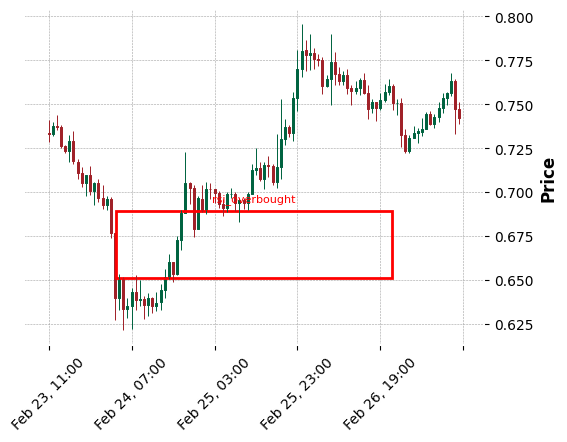 0.800
0.775
0.750
0.725
0.700
0.675
0.650
0.625
Price
rsi_overbought
Feb 23, 11:00
Feb 24, 07:00
Feb 25, 03:00
Feb 25, 23:00
Feb 26, 19:00